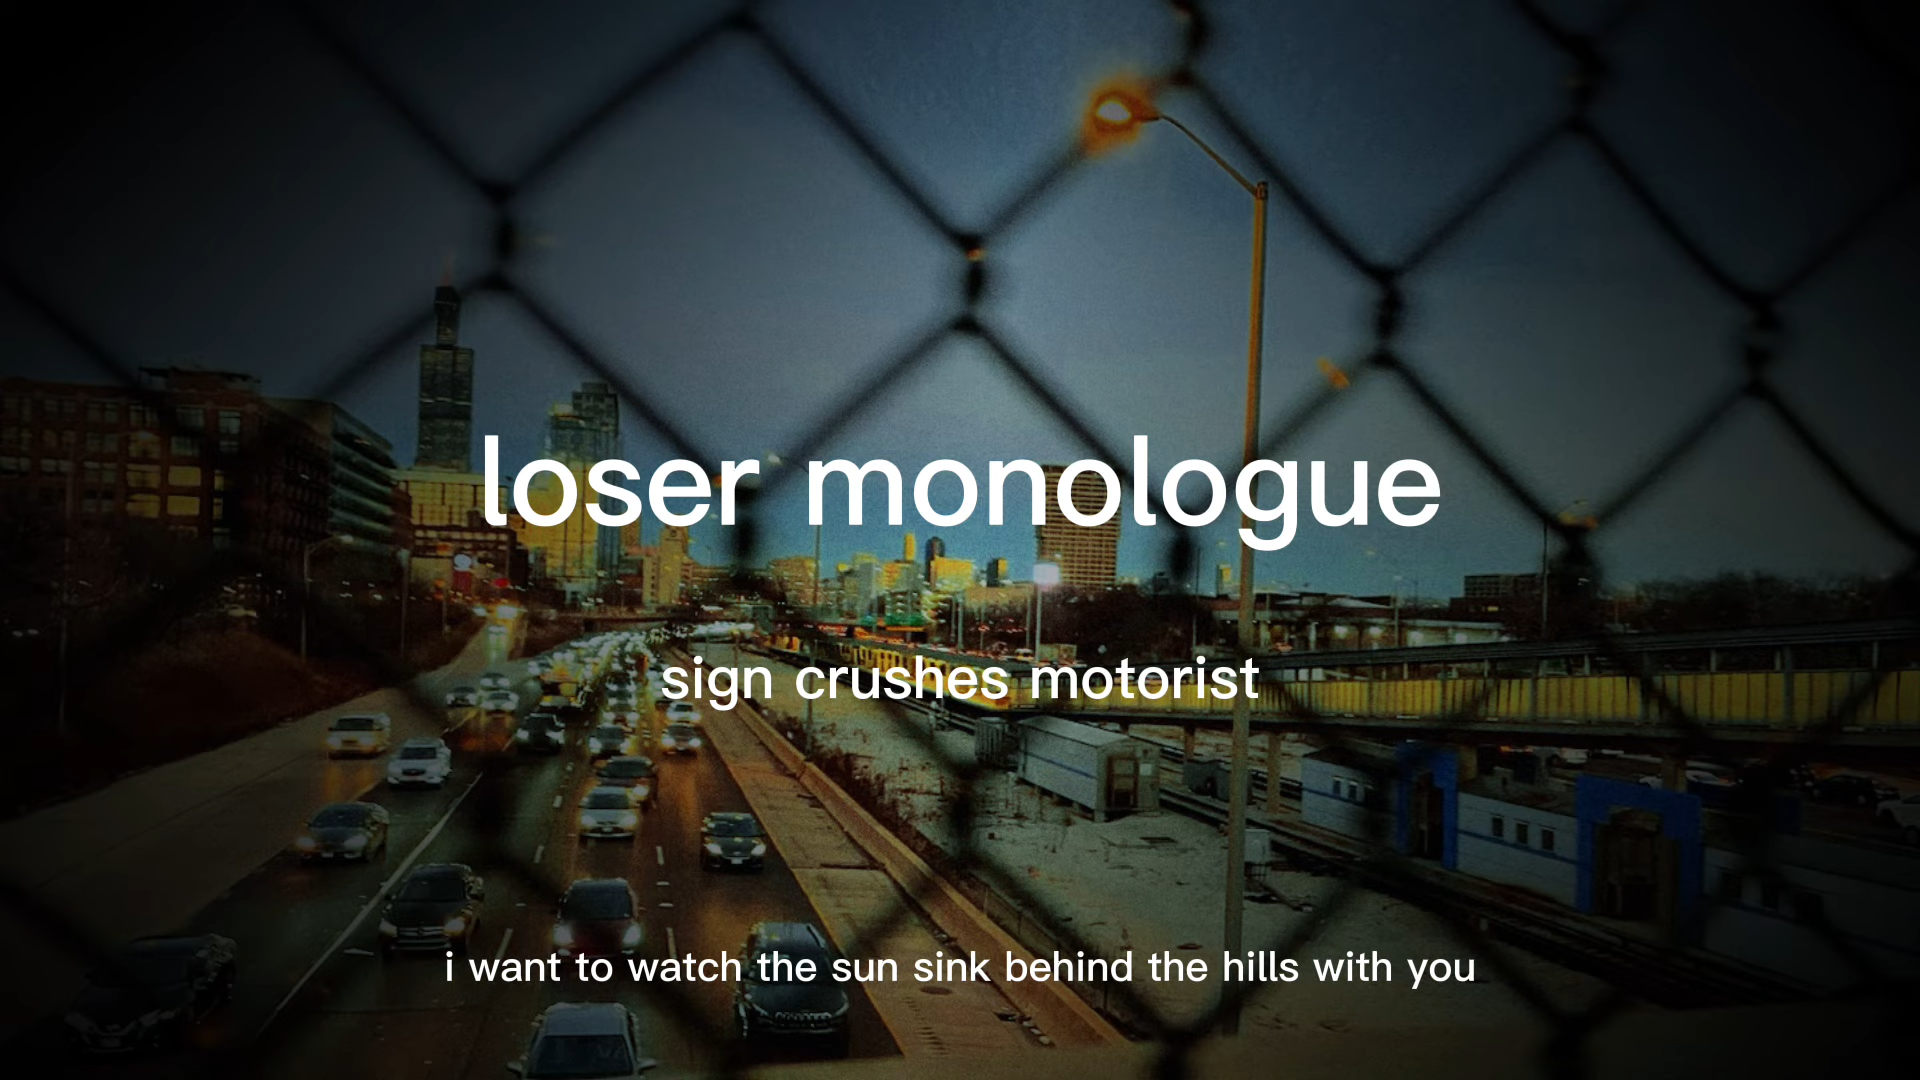 loser monologue
sign crushes motorist
i want to watch the sun sink behind the hills with you